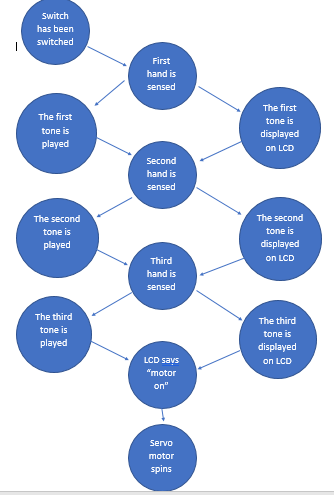 Switch
has been
switched
First
hand is
sensed
The first
tone is
played
The first
tone is
displayed
on LCD
Second
hand is
sensed
The second
tone is
played
The second
tone is
displayed
on LCD
Third
hand is
sensed
The third
tone is
played
The third
tone is
displayed
on LCD
LCD says
“motor
on”
Servo
motor
spins